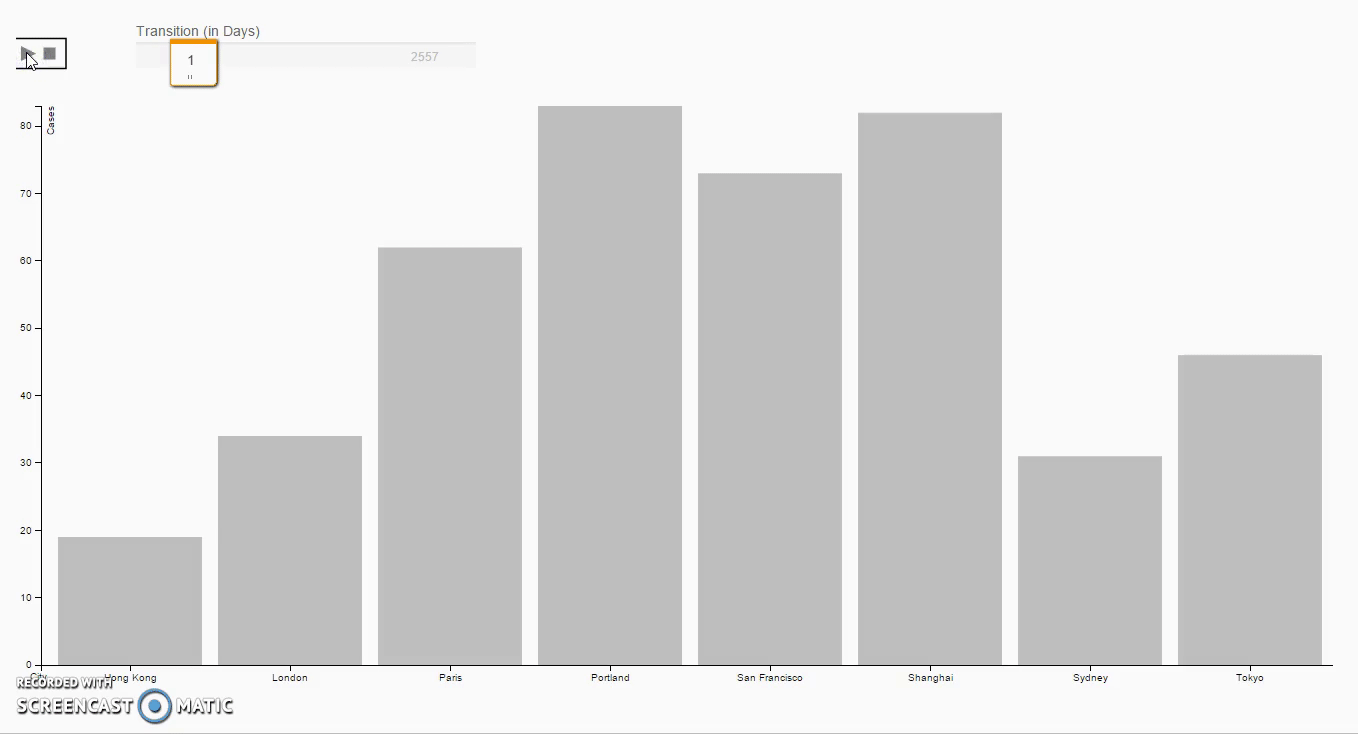 Transition (in Days)
1
2557
Cases
80
70
60
50
40
30
20
10
0
City
Hong Kong London Paris Portland San Francisco Shanghai Sydney Tokyo
RECORDED WITH
SCREENCAST MATIC